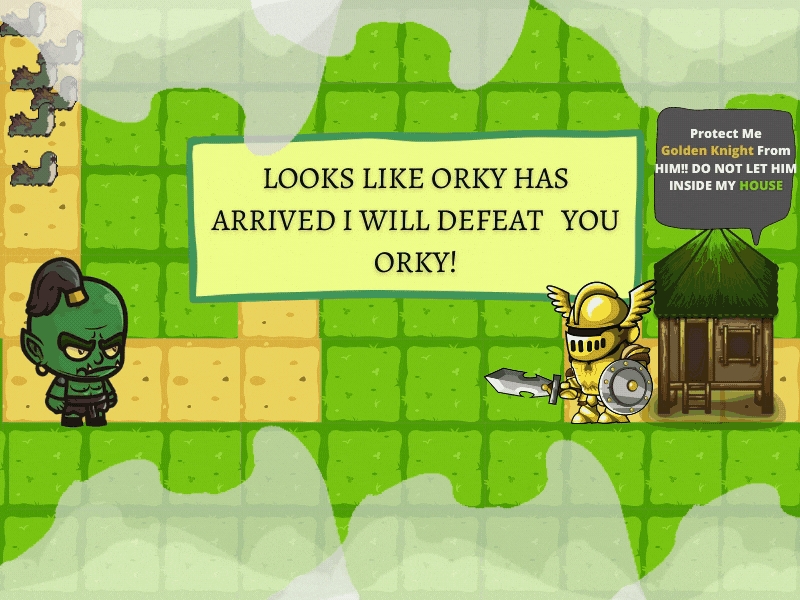 LOOKS LIKE ORKY HAS
ARRIVED I WILL DEFEAT YOU
ORKY!
Protect Me
Golden Knight From
HIM!! DO NOT LET HIM
INSIDE MY HOUSE